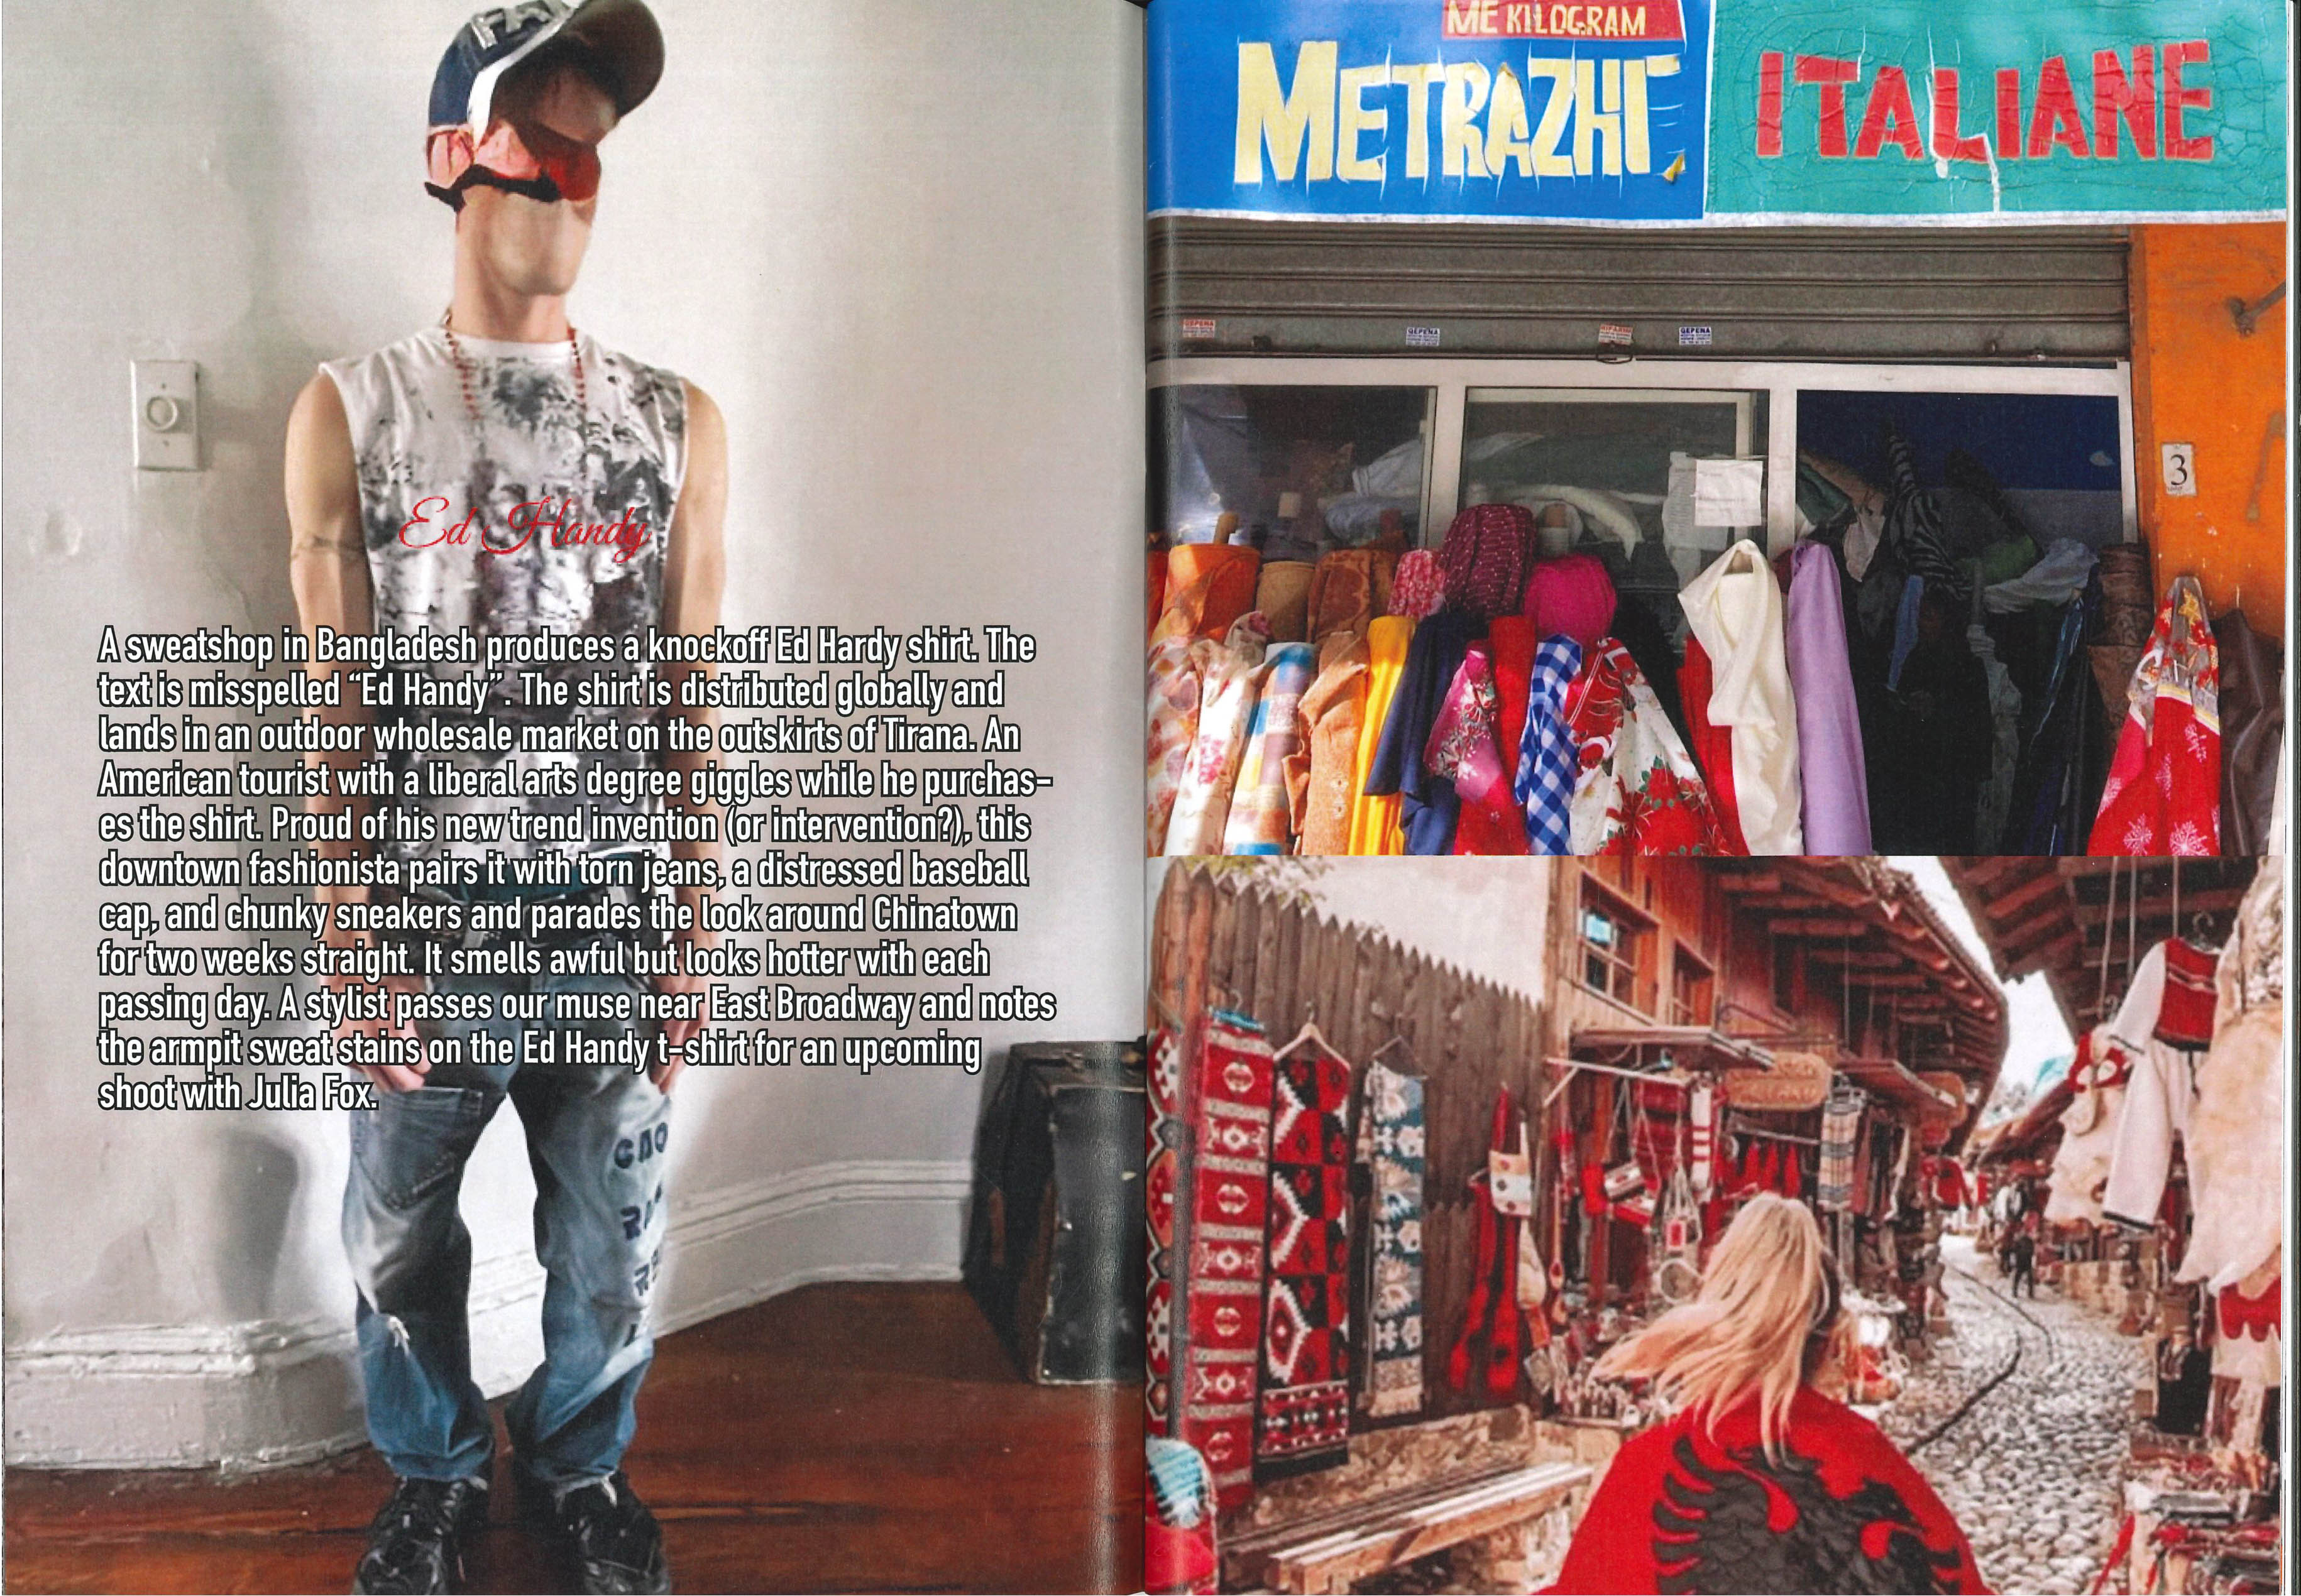 Ed Handy
A sweatshop in Bangladesh produces a knockoff Ed Hardy shirt. The
text is misspelled “Ed Handy”. The shirt is distributed globally and
lands in an outdoor wholesale market on the outskirts of Tirana. An
American tourist with a liberal arts degree giggles while he purchas-
es the shirt. Proud of his new trend invention (or intervention?), this
downtown fashionista pairs it with torn jeans, a distressed baseball
cap, and chunky sneakers and parades the look around Chinatown
for two weeks straight. It smells awful but looks hotter with each
passing day. A stylist passes our muse near East Broadway and notes
the armpit sweat stains on the Ed Handy t-shirt for an upcoming
shoot with Julia Fox.
ME KILOGRAM
METRAZHE
ITALIANE
GEPENA
GEPENA
GEPENA
3